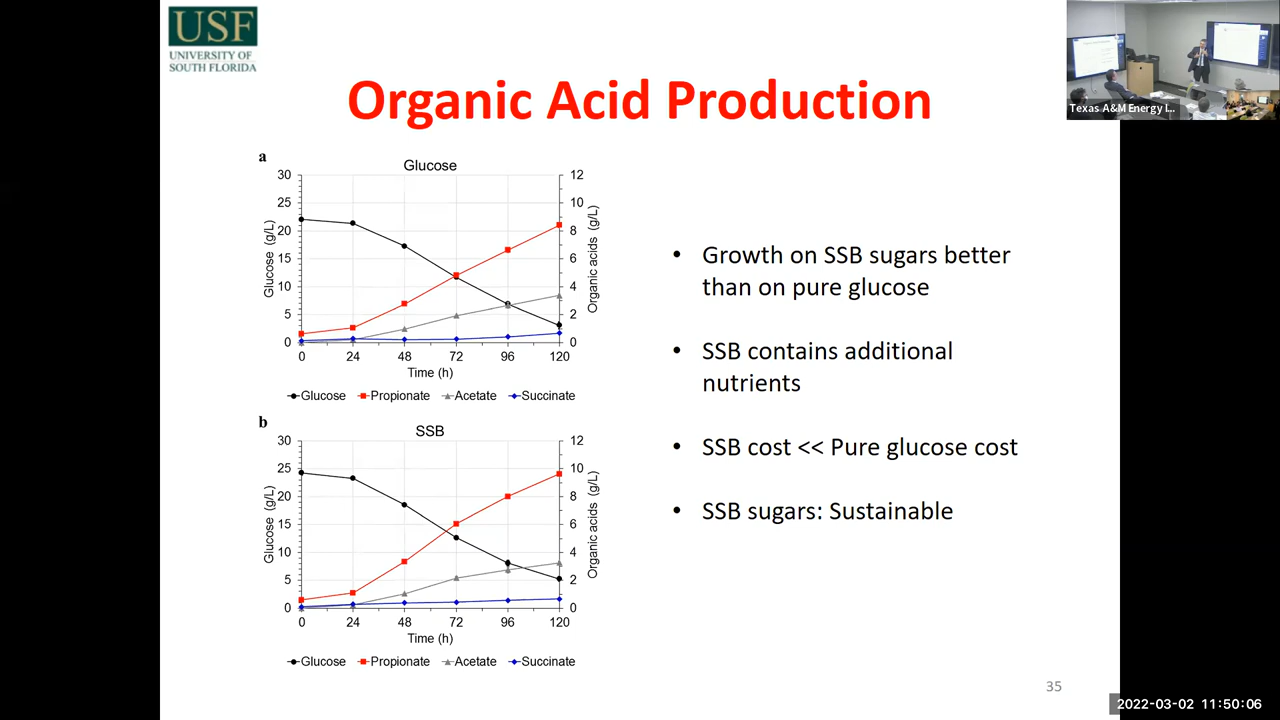 USF
UNIVERSITY OF
SOUTH FLORIDA
Texas A&M Energy I...
Organic Acid Production
a
Glucose
30
25
20
15
10
5
0
Glucose (g/L)
12
10
8
6
4
2
0
Organic acids (g/L)
0 24 48 72 96 120
Time (h)
Glucose Propionate Acetate Succinate
b
SSB
30
25
20
15
10
5
0
Glucose (g/L)
12
10
8
6
4
2
0
Organic acids (g/L)
0 24 48 72 96 120
Time (h)
Glucose Propionate Acetate Succinate
• Growth on SSB sugars better
than on pure glucose
• SSB contains additional
nutrients
• SSB cost << Pure glucose cost
• SSB sugars: Sustainable
35
2022-03-02 11:50:06